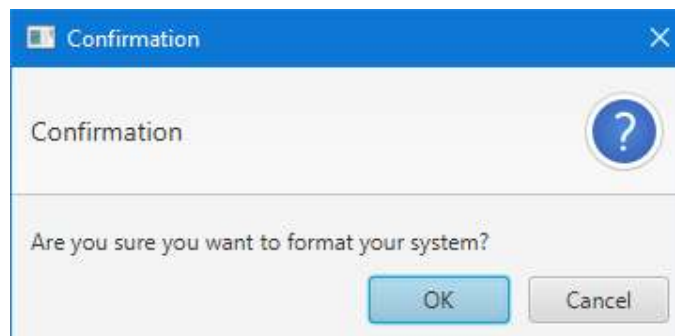 Confirmation
Confirmation
?
Are you sure you want to format your system?
OK Cancel